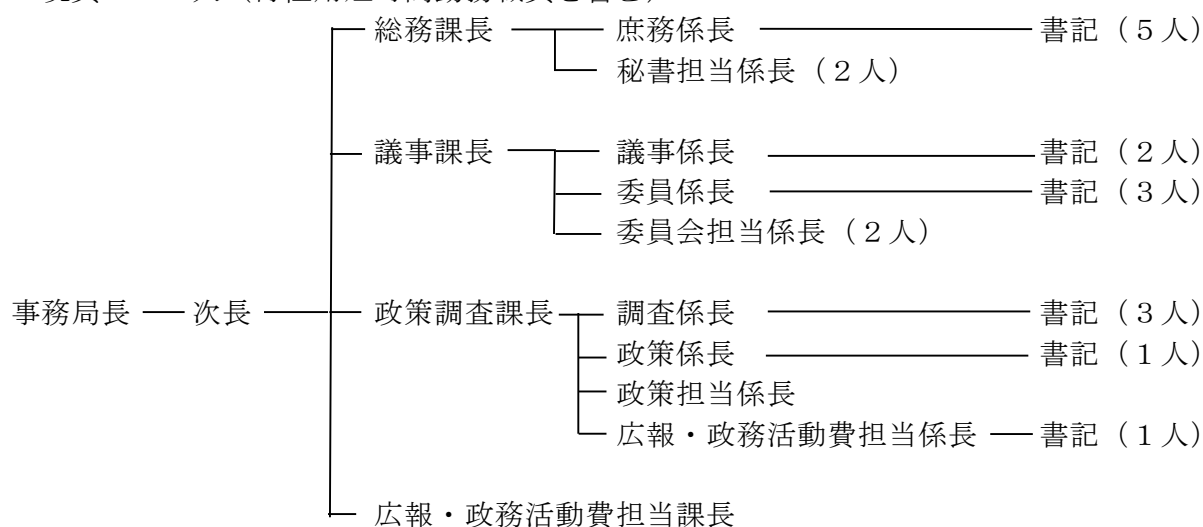 総務課長 庶務係長 書記（５人）
秘書担当係長（２人）
議事課長 議事係長 書記（２人）
委員係長 書記（３人）
委員会担当係長（２人）
事務局長 次長 政策調査課長 調査係長 書記（３人）
政策係長 書記（１人）
政策担当係長
広報・政務活動費担当係長 書記（１人）
広報・政務活動費担当課長